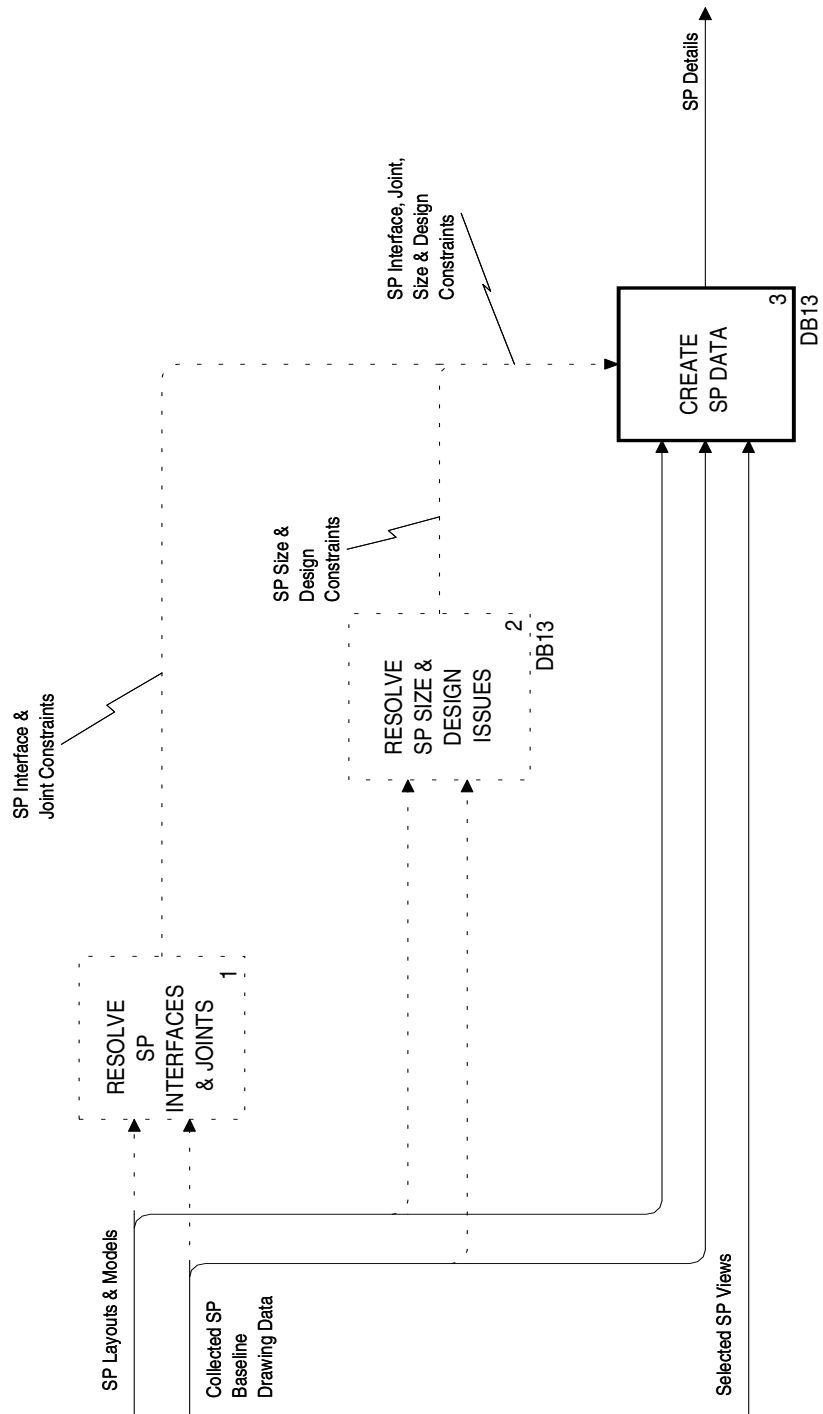 SP Layouts & Models
Collected SP
Baseline
Drawing Data
Selected SP Views
RESOLVE
SP
INTERFACES
& JOINTS
1
SP Interface &
Joint Constraints
RESOLVE
SP SIZE &
DESIGN
ISSUES
2
DB13
SP Size &
Design
Constraints
SP Interface, Joint,
Size & Design
Constraints
CREATE
SP DATA
3
DB13
SP Details